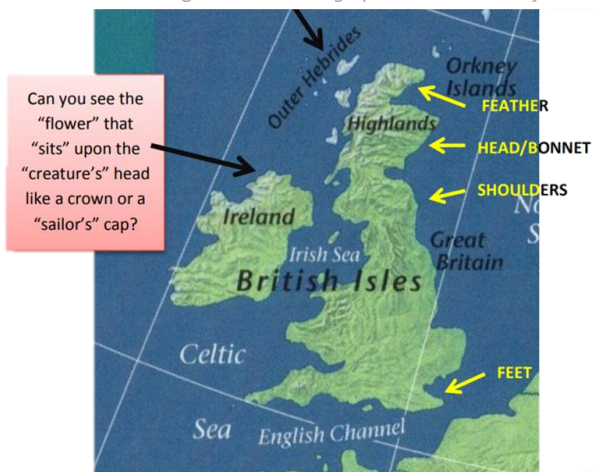 Outer Hebrides
Orkney
Islands
FEATHER
Can you see the
“flower” that
“sits” upon the
“creature’s” head
like a crown or a
“sailor’s” cap?
Highlands
HEAD/BONNET
SHOULDERS
Ireland
Great
Britain
Irish Sea
British Isles
Celtic
Sea
FEET
English Channel